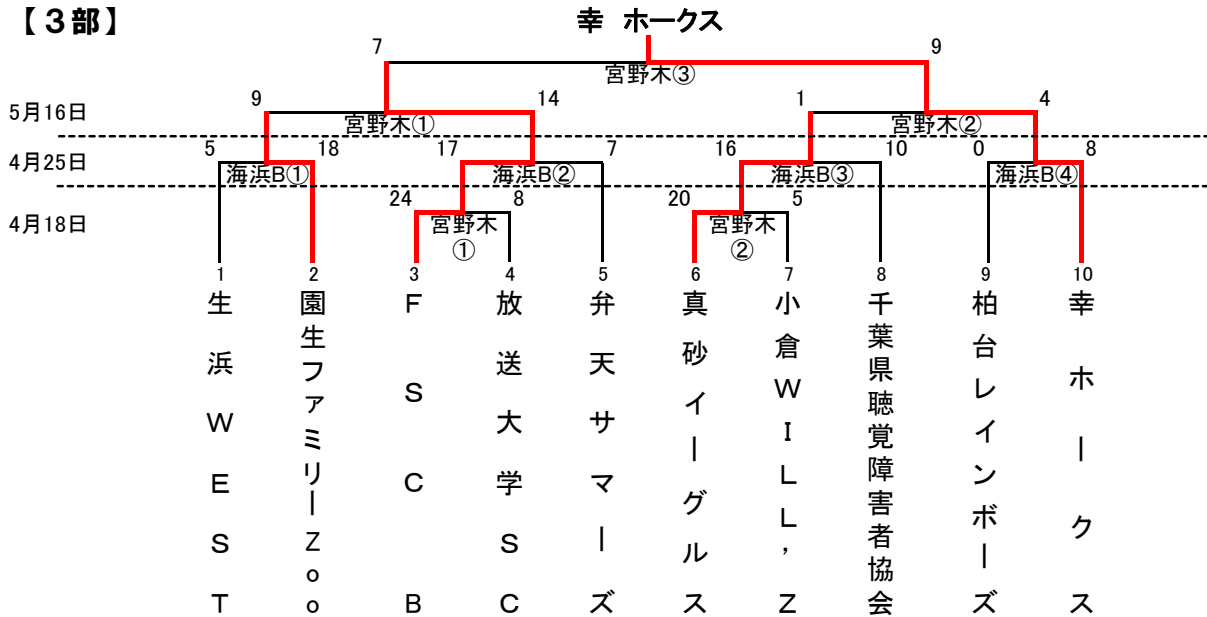 【３部】
幸 ホークス
7
9
宮野木③
5月16日
9
14
1
4
宮野木①
宮野木②
4月25日
5
18
17
7
16
10
0
8
海浜B①
海浜B②
海浜B③
海浜B④
4月18日
24
8
20
5
宮野木
①
宮野木
②
1
2
3
4
5
6
7
8
9
10
生浜ＷＥＳＴ
園生ファミリーＺｏｏ
ＦＳＣＢ
放送大学ＳＣ
弁天サマーズ
真砂イーグルス
小倉ＷＩＬＬ’Ｚ
千葉県聴覚障害者協会
柏台レインボーズ
幸ホークス